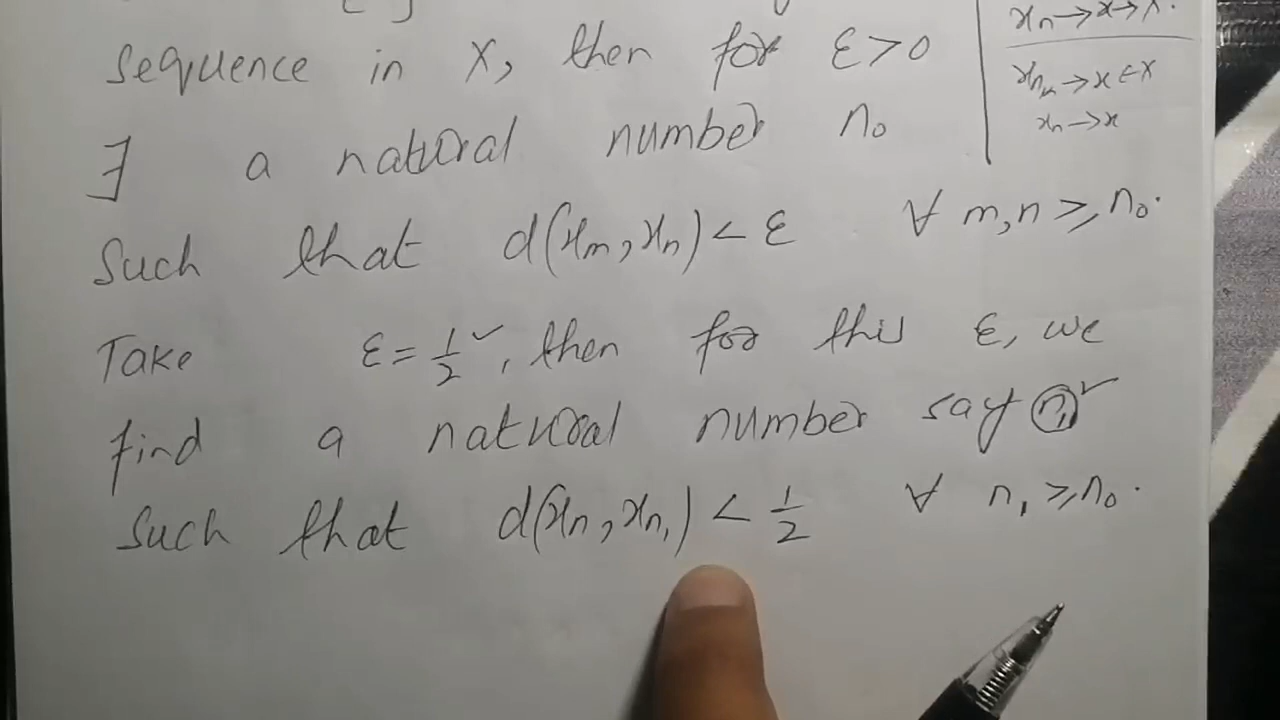 xₙ→x→X.
sequence in X, then for ε>0
xₙₖ→x∈X
xₙ→x
∃ a natural number n₀
Such that d(xₘ,xₙ)<ε ∀ m,n ⩾ n₀.
Take ε=1/2✓, then for this ε, we
find a natural number say n₁✓
Such that d(xₙ,xₙ₁)<1/2 ∀ n₁⩾n₀.